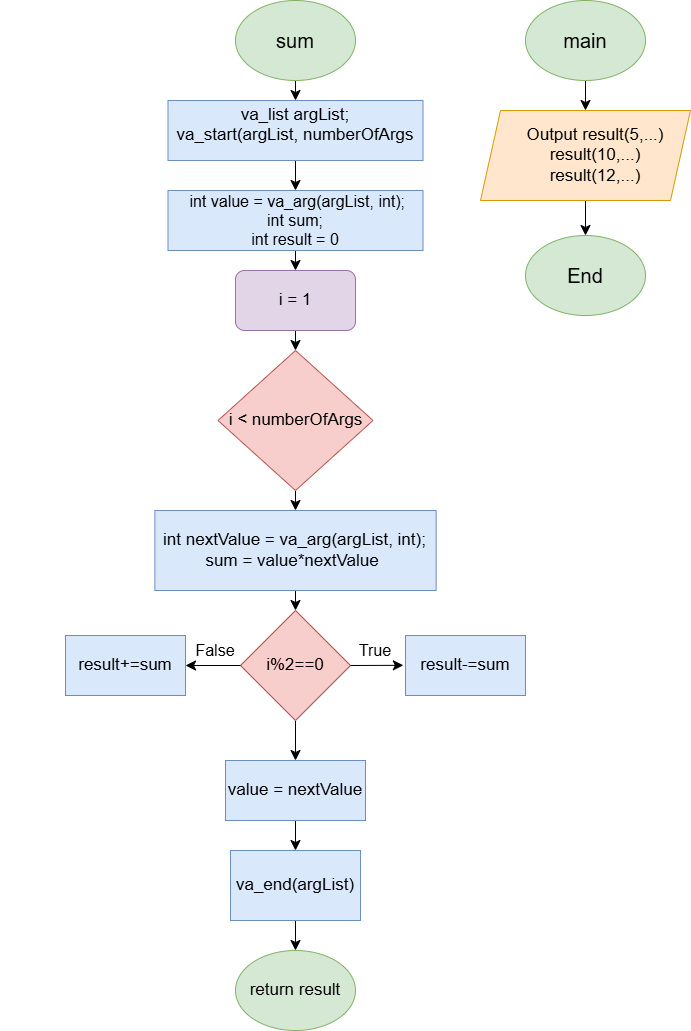 sum
va_list argList;
va_start(argList, numberOfArgs
int value = va_arg(argList, int);
int sum;
int result = 0
i = 1
i < numberOfArgs
int nextValue = va_arg(argList, int);
sum = value*nextValue
False
True
result+=sum
i%2==0
result-=sum
value = nextValue
va_end(argList)
return result
main
Output result(5,...)
result(10,...)
result(12,...)
End